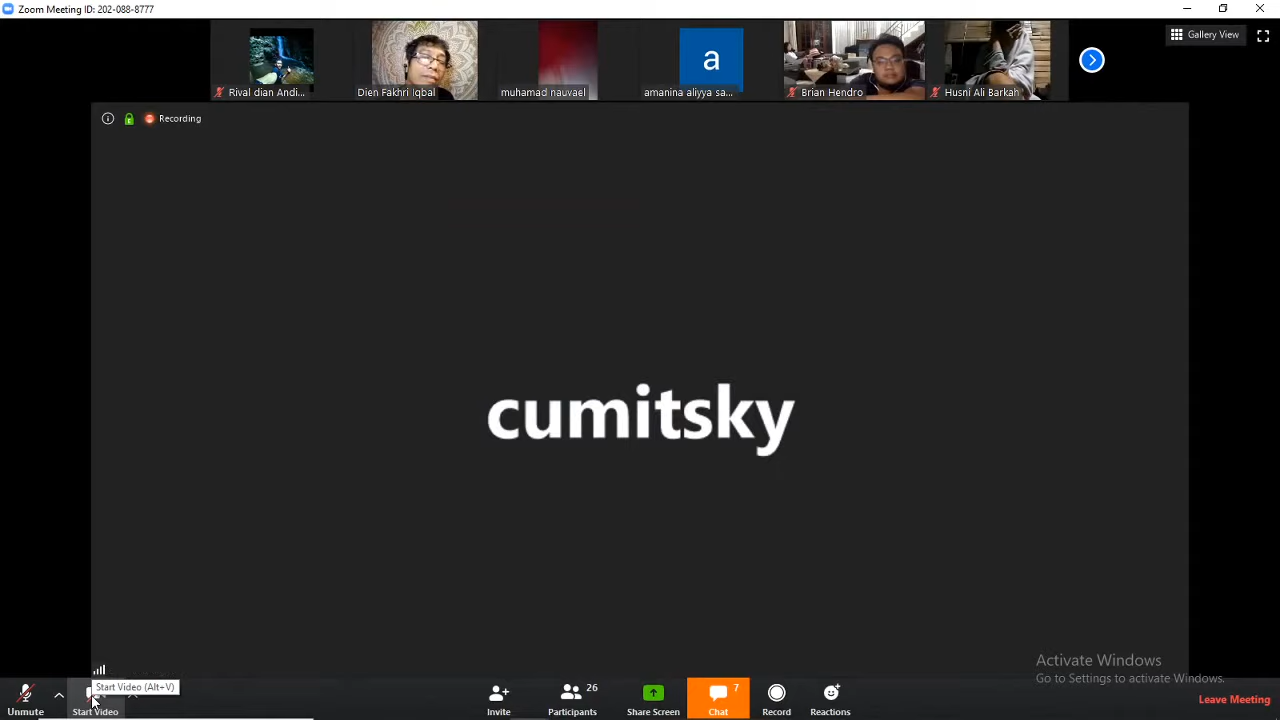 Zoom Meeting ID: 202-088-8777
Gallery View
Rival dian Andi...
Dien Fakhri Iqbal
muhamad nauvael
a
amanina aliyya sa...
Brian Hendro
Husni Ali Barkah
Recording
cumitsky
Activate Windows
Go to Settings to activate Windows.
Start Video (Alt+V)
Unmute
Start Video
Invite
26
Participants
Share Screen
7
Chat
Record
Reactions
Leave Meeting